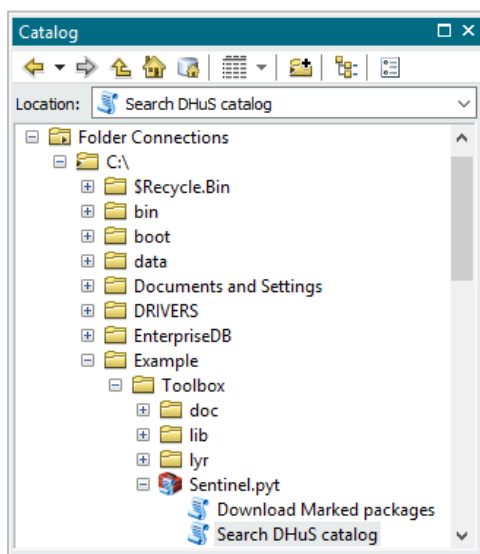 Catalog
Location: Search DHuS catalog
Folder Connections
C:\
$Recycle.Bin
bin
boot
data
Documents and Settings
DRIVERS
EnterpriseDB
Example
Toolbox
doc
lib
lyr
Sentinel.pyt
Download Marked packages
Search DHuS catalog